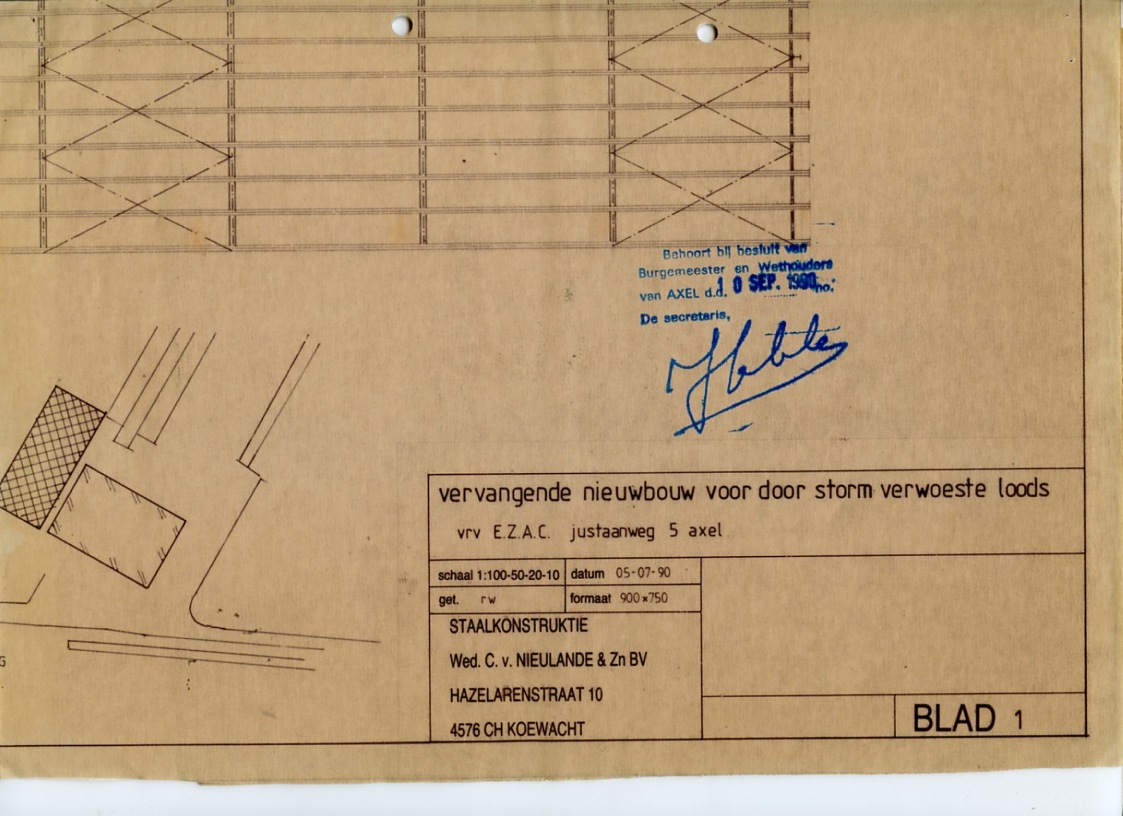 Behoort bij besluit van
Burgemeester en Wethouders
van AXEL d.d. 10 SEP. 1990 no.
De secretaris,
vervangende nieuwbouw voor door storm verwoeste loods
vrv E.Z.A.C. justaanweg 5 axel
schaal 1:100-50-20-10 datum 05-07-90
get. rw formaat 900×750
STAALKONSTRUKTIE
Wed. C. v. NIEULANDE & Zn BV
HAZELARENSTRAAT 10
4576 CH KOEWACHT
BLAD 1
G